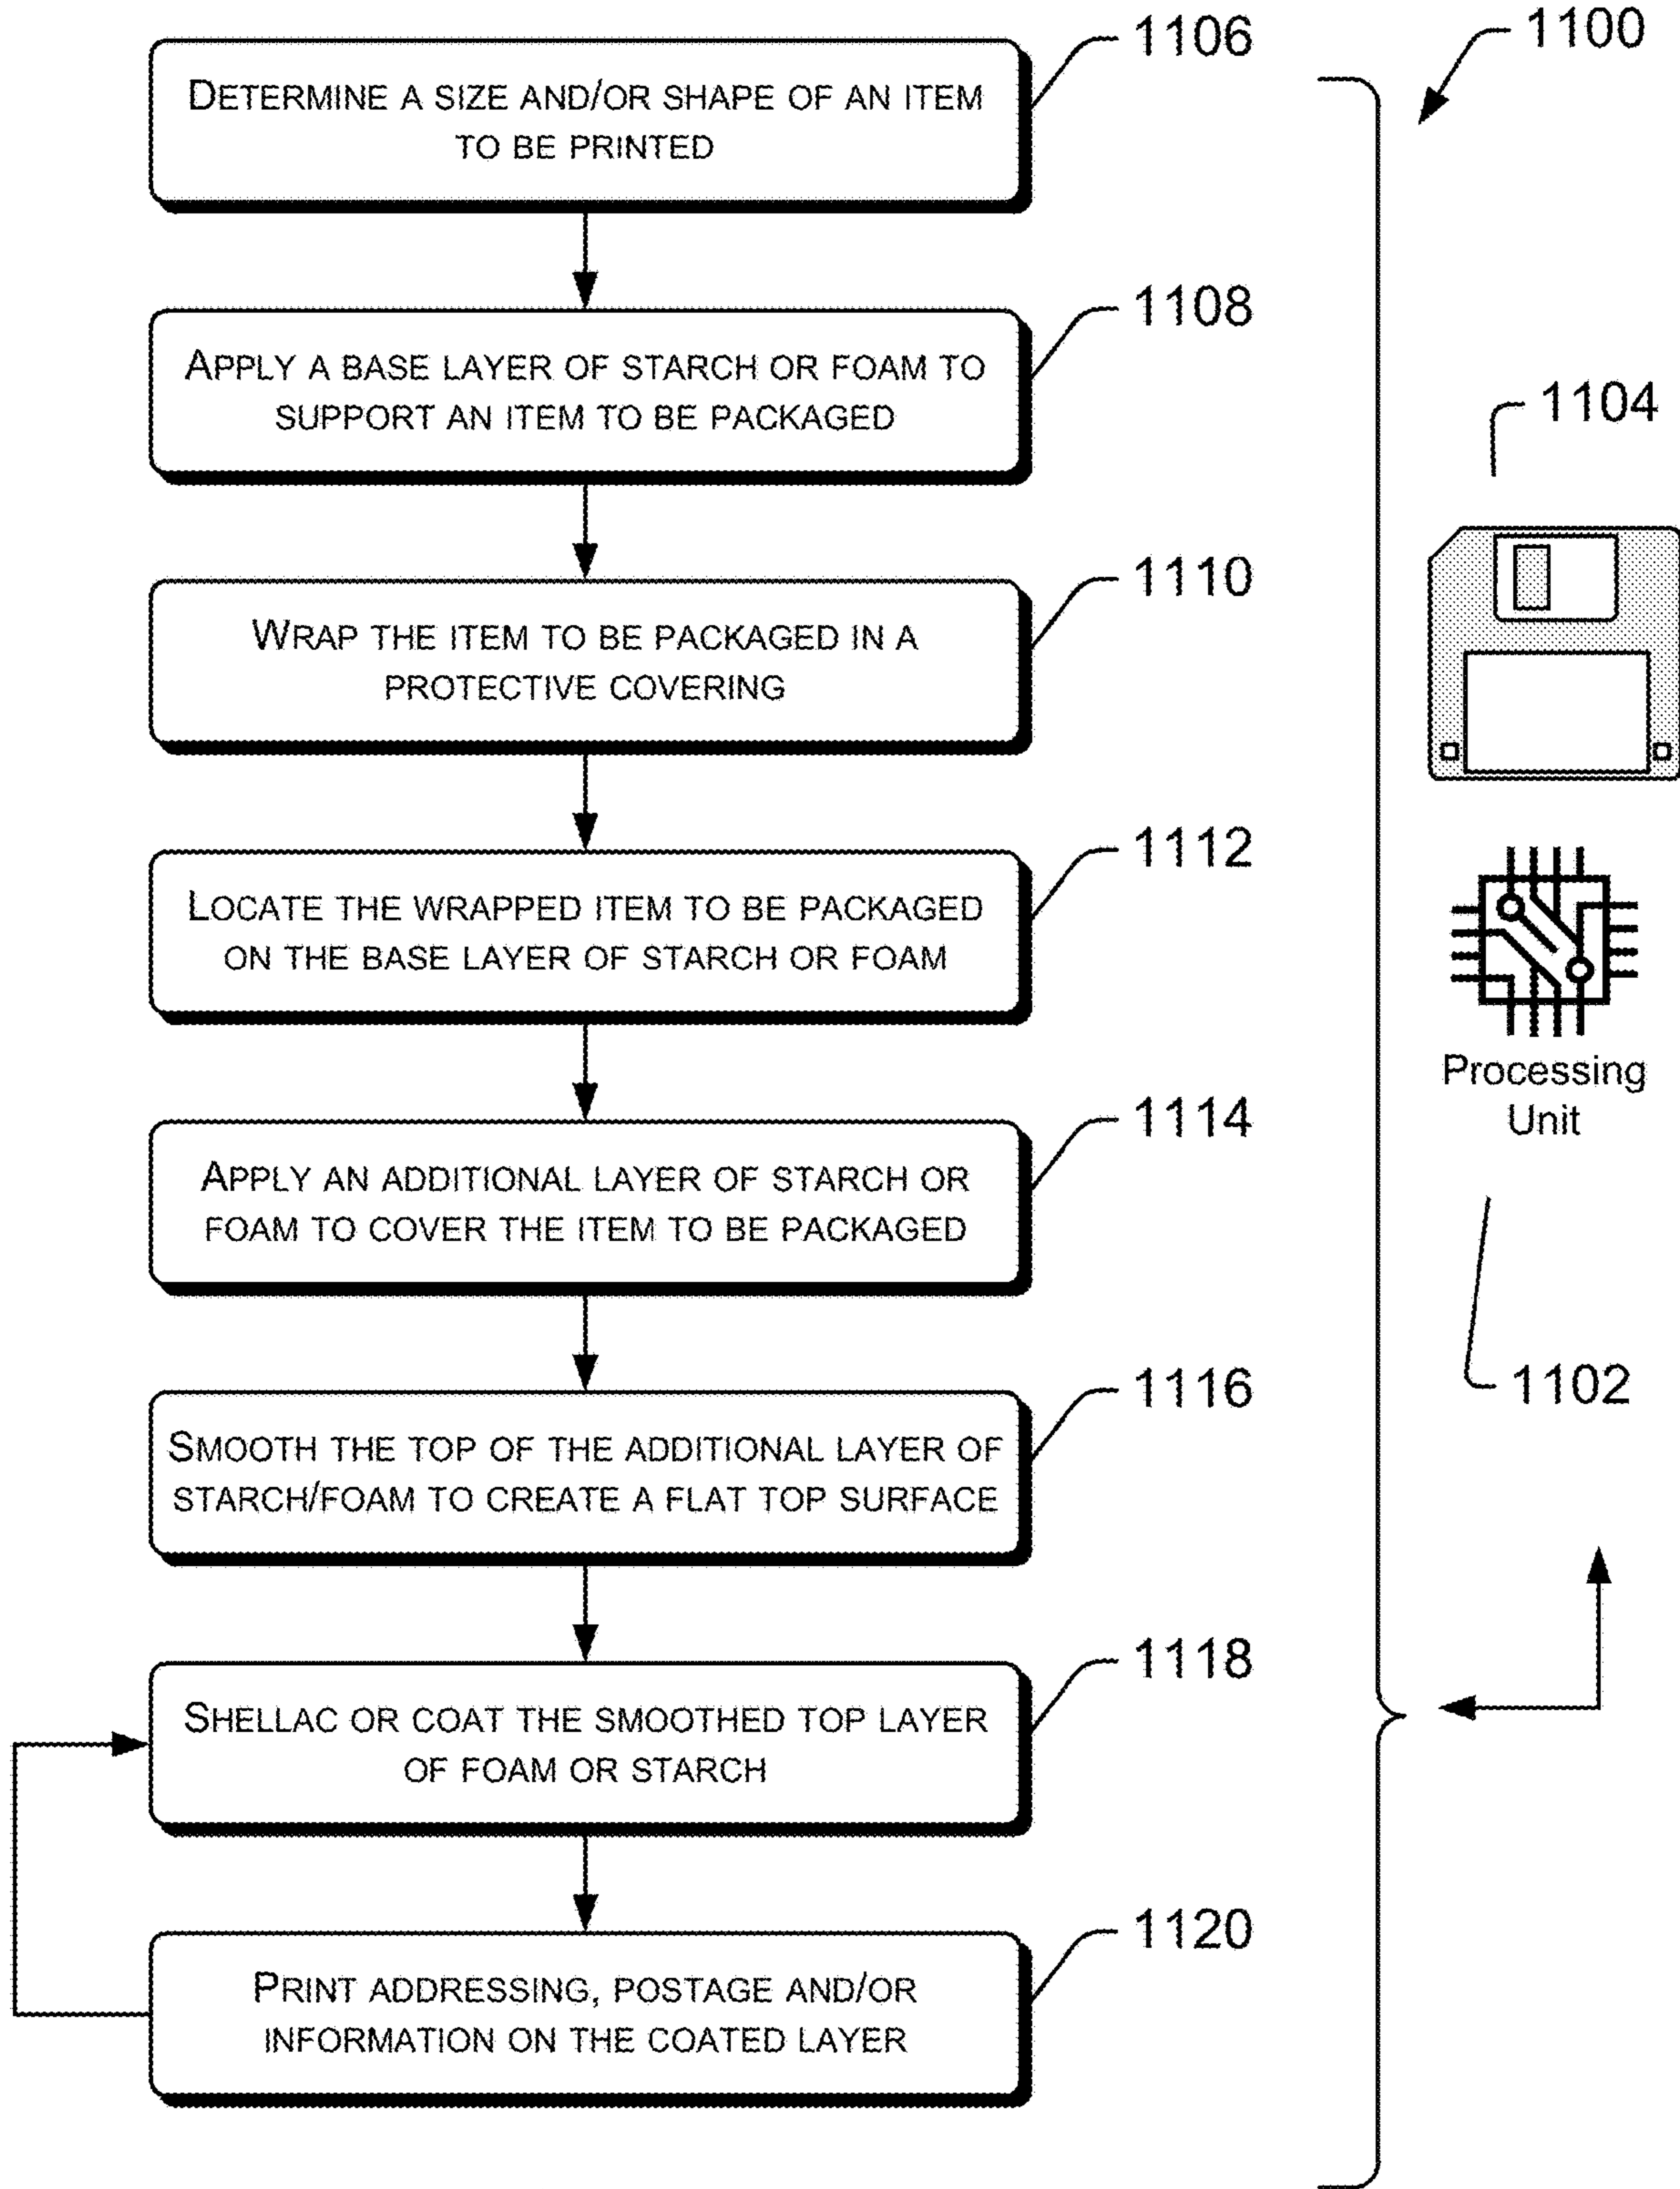 1106
1100
DETERMINE A SIZE AND/OR SHAPE OF AN ITEM
TO BE PRINTED
1108
APPLY A BASE LAYER OF STARCH OR FOAM TO
SUPPORT AN ITEM TO BE PACKAGED
1104
1110
WRAP THE ITEM TO BE PACKAGED IN A
PROTECTIVE COVERING
1112
LOCATE THE WRAPPED ITEM TO BE PACKAGED
ON THE BASE LAYER OF STARCH OR FOAM
Processing
Unit
1114
APPLY AN ADDITIONAL LAYER OF STARCH OR
FOAM TO COVER THE ITEM TO BE PACKAGED
1116
1102
SMOOTH THE TOP OF THE ADDITIONAL LAYER OF
STARCH/FOAM TO CREATE A FLAT TOP SURFACE
1118
SHELLAC OR COAT THE SMOOTHED TOP LAYER
OF FOAM OR STARCH
1120
PRINT ADDRESSING, POSTAGE AND/OR
INFORMATION ON THE COATED LAYER